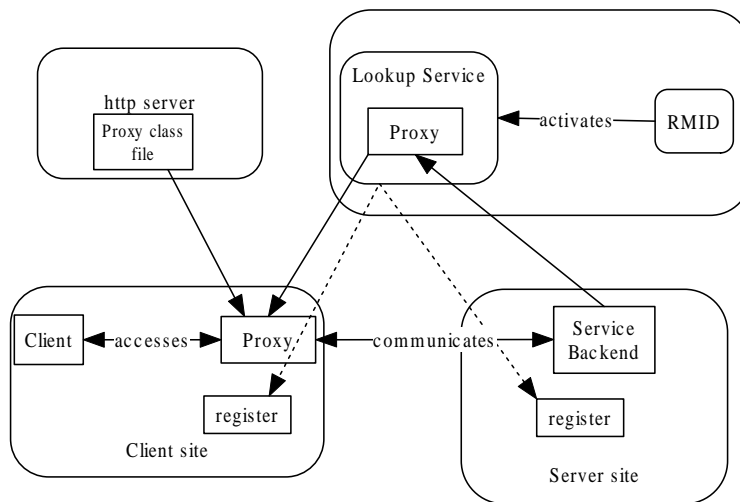 Lookup Service
http server
Proxy class
file
Proxy
activates
RMID
Client
accesses
Proxy
communicates
Service
Backend
register
register
Client site
Server site